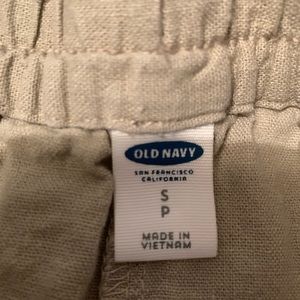 OLD NAVY
SAN FRANCISCO
CALIFORNIA
S
P
MADE IN
VIETNAM